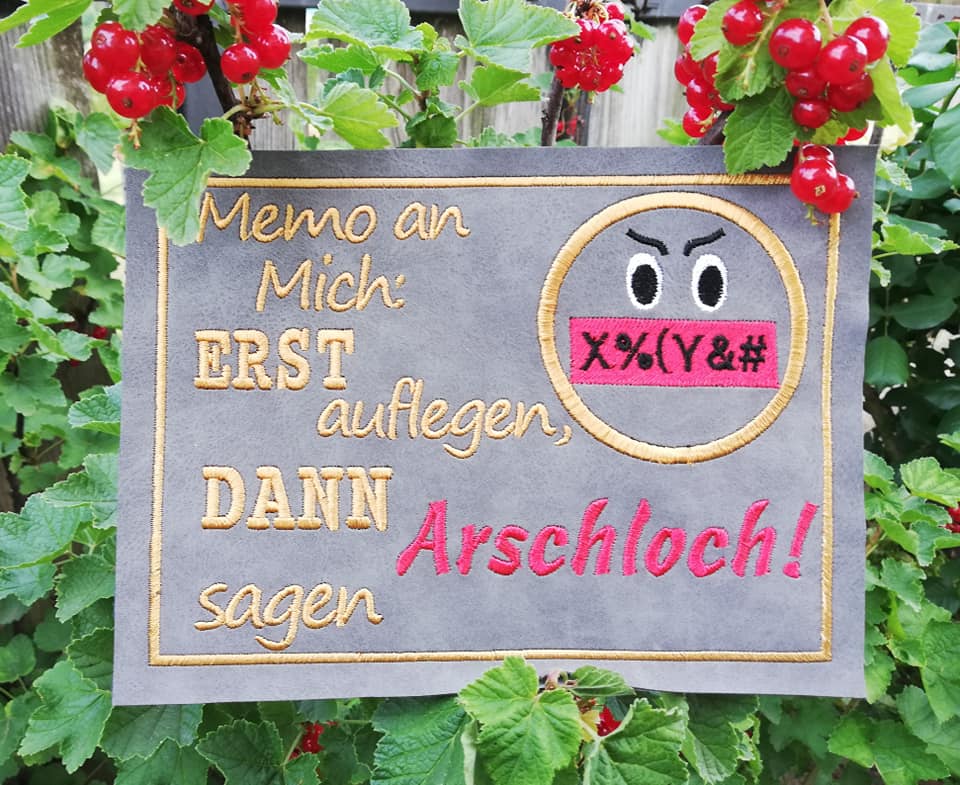 Memo an
Mich:
ERST
auflegen,
DANN
sagen
Arschloch!
X%(Y&#